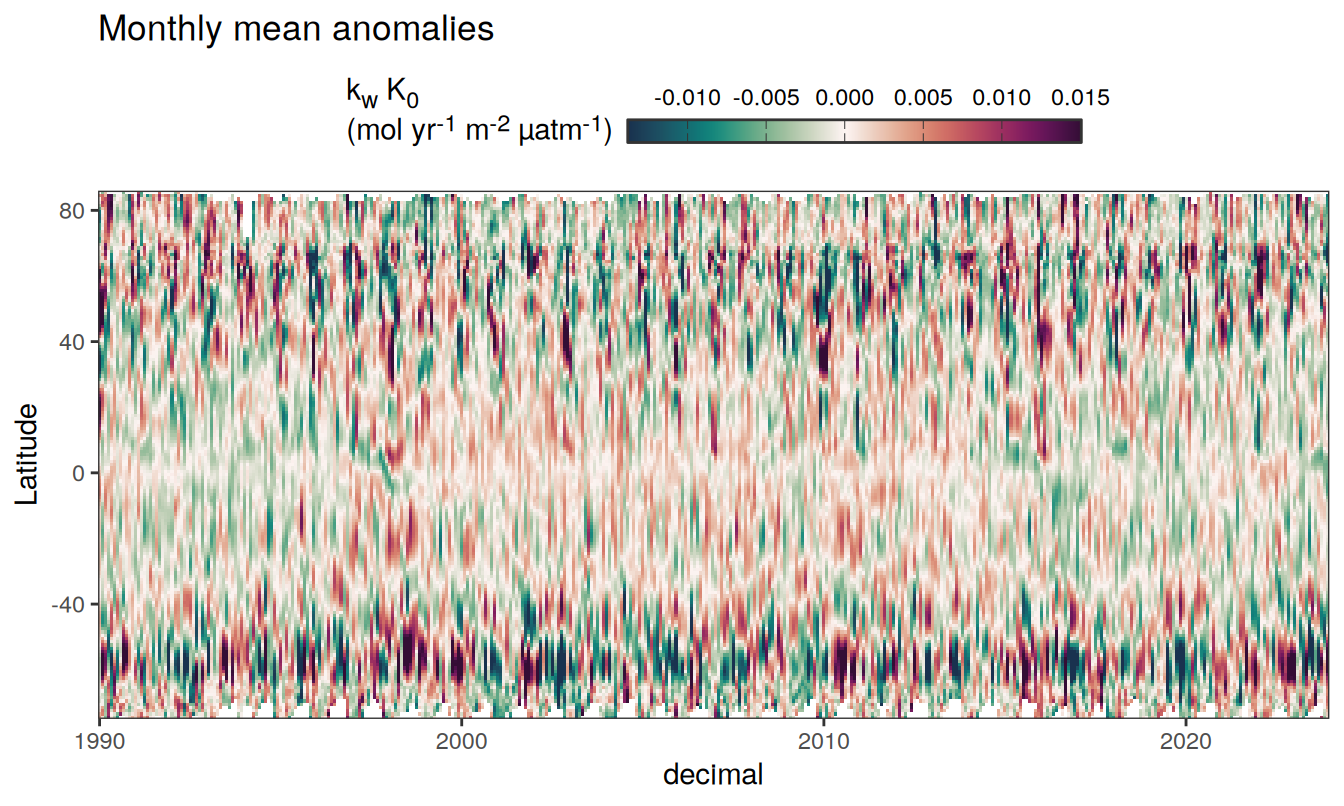 Monthly mean anomalies
kw K0
(mol yr-1 m-2 µatm-1)
-0.010 -0.005 0.000 0.005 0.010 0.015
Latitude
80
40
0
-40
1990 2000 2010 2020
decimal